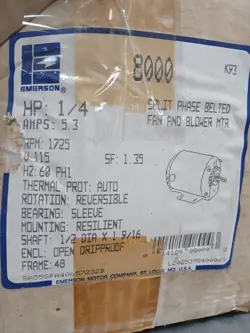 8000
K93
EMERSON
HP: 1/4
SPLIT PHASE BELTED
FAN AND BLOWER MTR
AMPS: 5.3
RPM: 1725
V:115
SF: 1.35
HZ:60 PH1
THERMAL PROT: AUTO
ROTATION: REVERSIBLE
BEARING: SLEEVE
MOUNTING: RESILIENT
SHAFT: 1/2 DIA X 1 9/16
ENCL: OPEN DRIPPROOF
FRAME: 48
EMERSON MOTOR COMPANY, ST. LOUIS, MO., U.S.A.